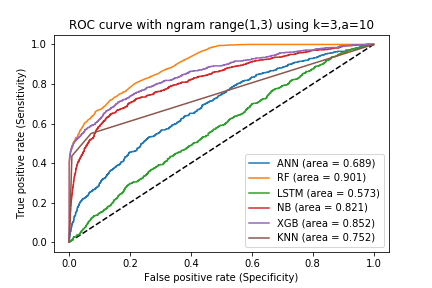 ROC curve with ngram range(1,3) using k=3,a=10
True positive rate (Sensitivity)
1.0
0.8
0.6
0.4
0.2
0.0
ANN (area = 0.689)
RF (area = 0.901)
LSTM (area = 0.573)
NB (area = 0.821)
XGB (area = 0.852)
KNN (area = 0.752)
0.0 0.2 0.4 0.6 0.8 1.0
False positive rate (Specificity)